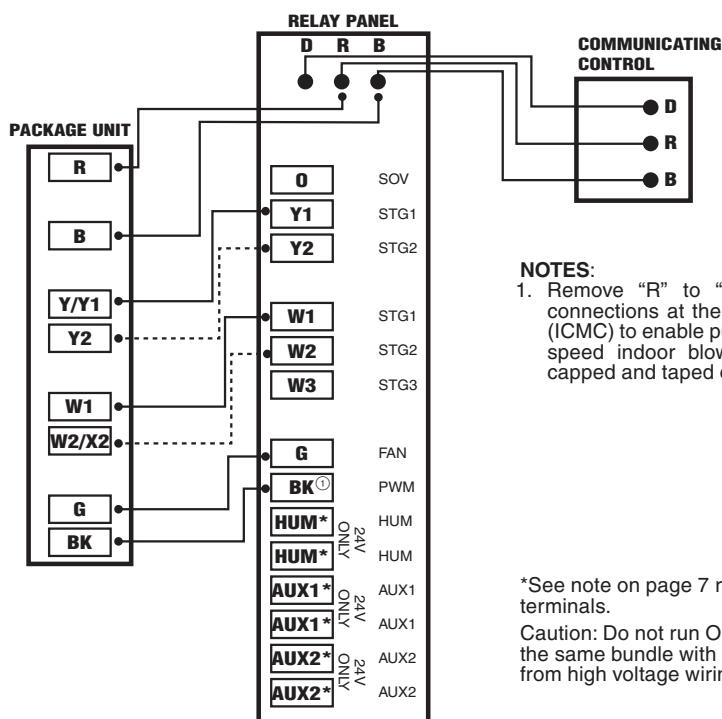 RELAY PANEL
D R B
COMMUNICATING
CONTROL
D
R
B
PACKAGE UNIT
R
B
Y/Y1
Y2
W1
W2/X2
G
BK
O SOV
Y1 STG1
Y2 STG2
W1 STG1
W2 STG2
W3 STG3
G FAN
BK① PWM
HUM* HUM
HUM* HUM
24V
ONLY
AUX1* AUX1
AUX1* AUX1
24V
ONLY
AUX2* AUX2
AUX2* AUX2
24V
ONLY
NOTES:
1. Remove “R” to “
connections at the
(ICMC) to enable p
speed indoor blow
capped and taped
*See note on page 7 r
terminals.
Caution: Do not run O
the same bundle with
from high voltage wirin